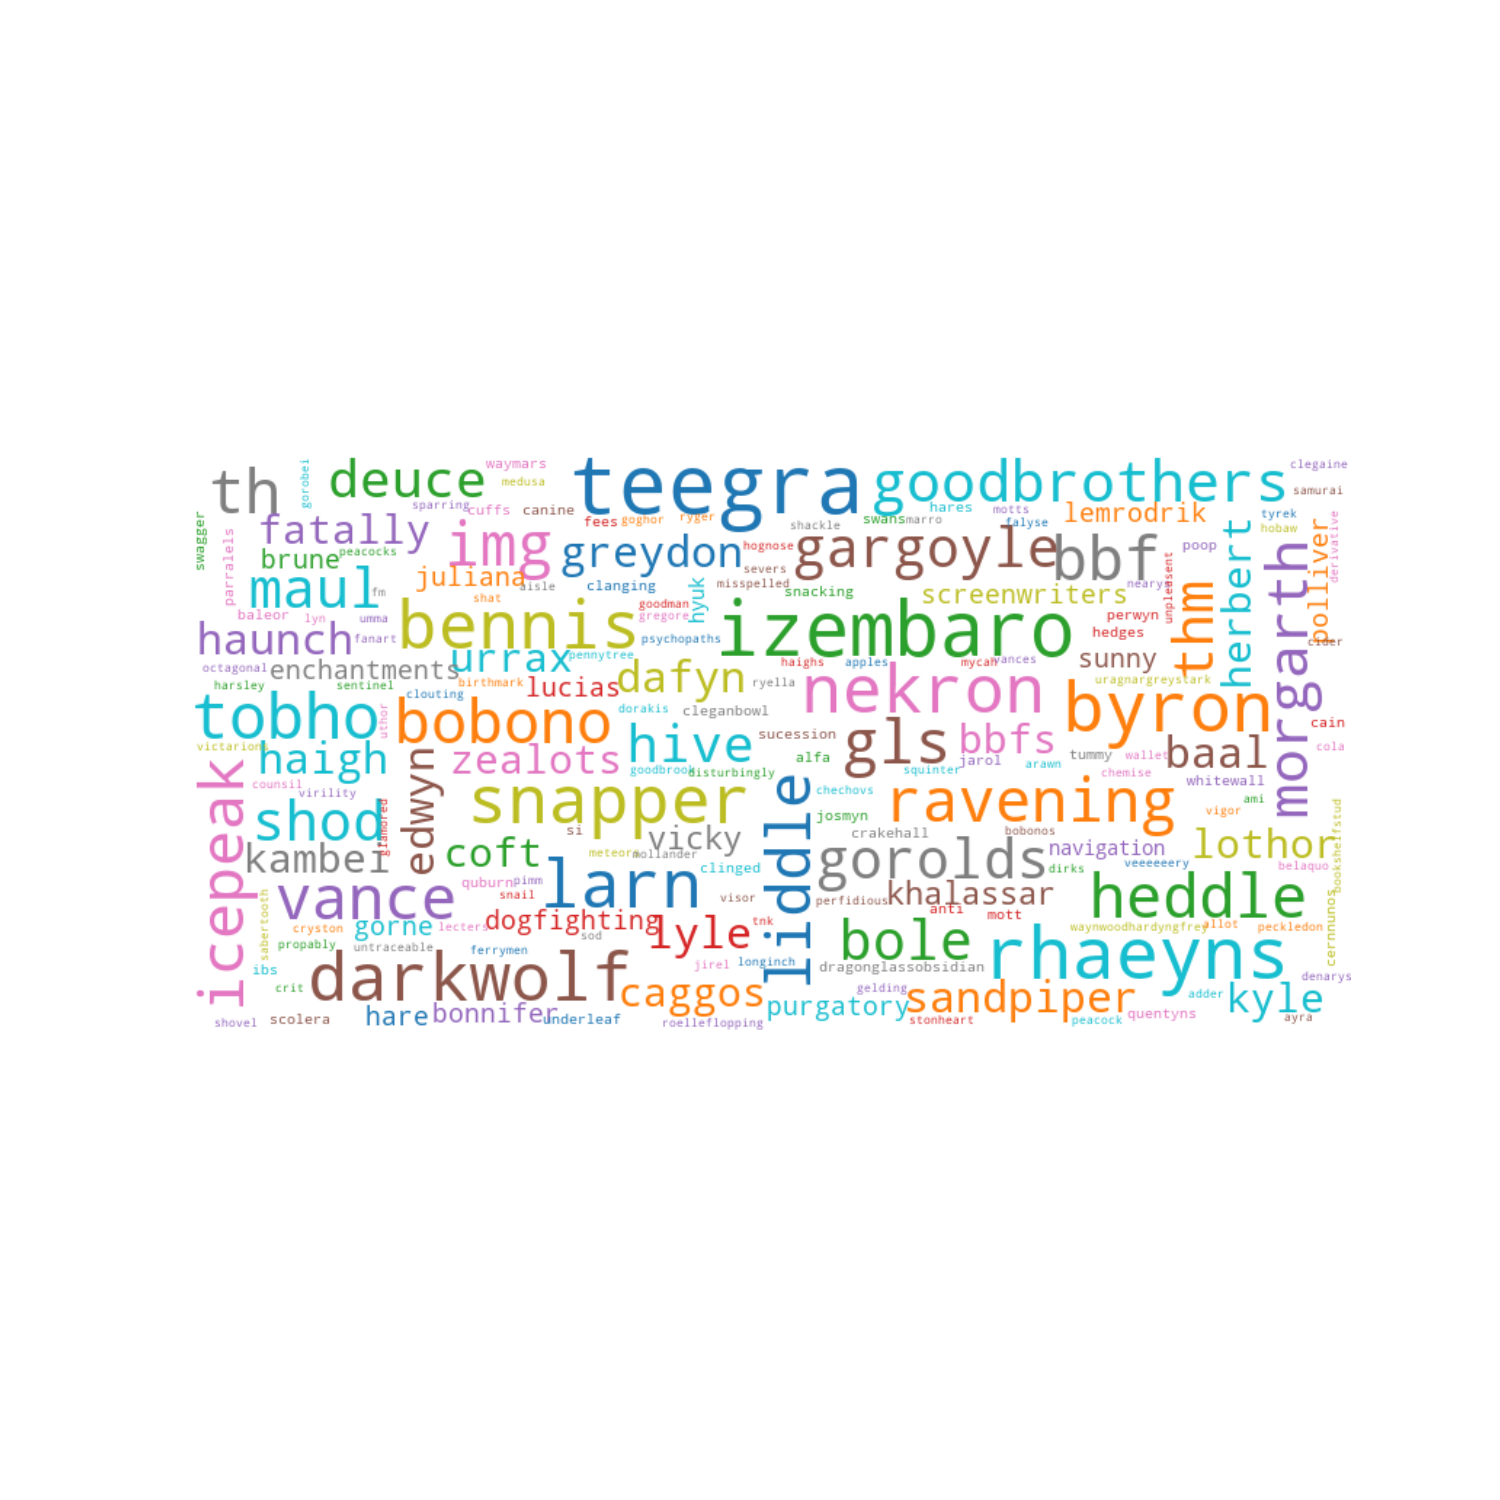 th
gorobei
deuce
waymars
medusa
teegra
goodbrothers
clegaine
samurai
swagger
parralels
fatally
sparring
cuffs
canine
fees
goghor
ryger
shackle
swans
marro
hares
motts
falyse
lemrodrik
tyrek
hobaw
derivative
brune
peacocks
img
greydon
hognose
gargoyle
bbf
poop
herbert
morgarth
bolliver
maul
fm
juliana
aisle
shat
clanging
severs
misspelled
snacking
screenwriters
nearys
unpleasent
thm
baleor
lyn
umma
bennis
hyuk
goodman
gregore
izembaro
perwyn
hedges
cider
haunch
fanart
psychopaths
octagonal
enchantments
urrax
pennytree
haighs
apples
mycah
vances
sunny
harsley
sentinel
clouting
birthmark
lucias
dafyn
ryella
nekron
uragnargreystark
tobho
uthor
bobono
dorakis
cleganbowl
byron
cain
victarions
haigh
edwyn
zealots
hive
sucession
gls
bbfs
tummy
wallet
baal
cola
goodbrook
disturbingly
alfa
squinter
jarol
arawn
chemise
whitewall
icepeak
counsil
virility
glamored
snapper
liddle
chechovs
ravening
vigor
ami
bookshelfstud
shod
si
vicky
josmyn
crakehall
bobonos
navigation
lothor
kambei
coft
meteors
mollander
clinged
gorolds
dirks
veeeeeery
belaquo
sabertooth
vance
quburn
pimm
snail
larn
visor
perfidious
khalassar
anti
mott
heddle
cernnunos
cryston
gorne
lecters
dogfighting
lyle
tnk
bole
waynwoodhardyngfrey
allot
peckledon
propably
untraceable
ferrymen
sod
ibs
crit
darkwolf
jirel
longinch
dragonglassobsidian
rhaeyns
denarys
caggos
gelding
sandpiper
adder
kyle
shovel
scolera
hare
bonnifer
underleaf
roelleflopping
purgatory
stonheart
peacock
quentyns
ayra